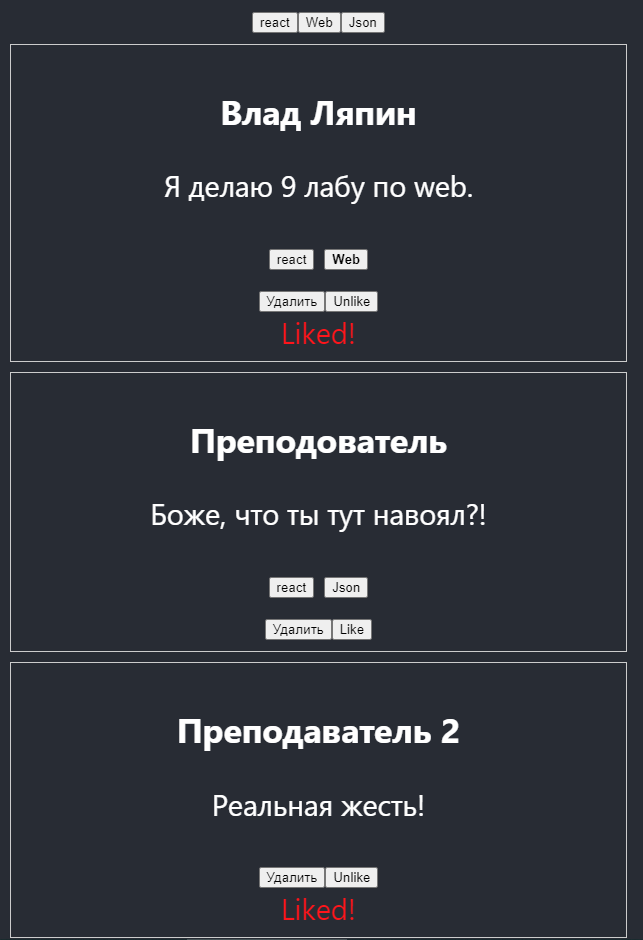 react Web Json
Влад Ляпин
Я делаю 9 лабу по web.
react Web
Удалить Unlike
Liked!
Преподователь
Боже, что ты тут навоял?!
react Json
Удалить Like
Преподаватель 2
Реальная жесть!
Удалить Unlike
Liked!